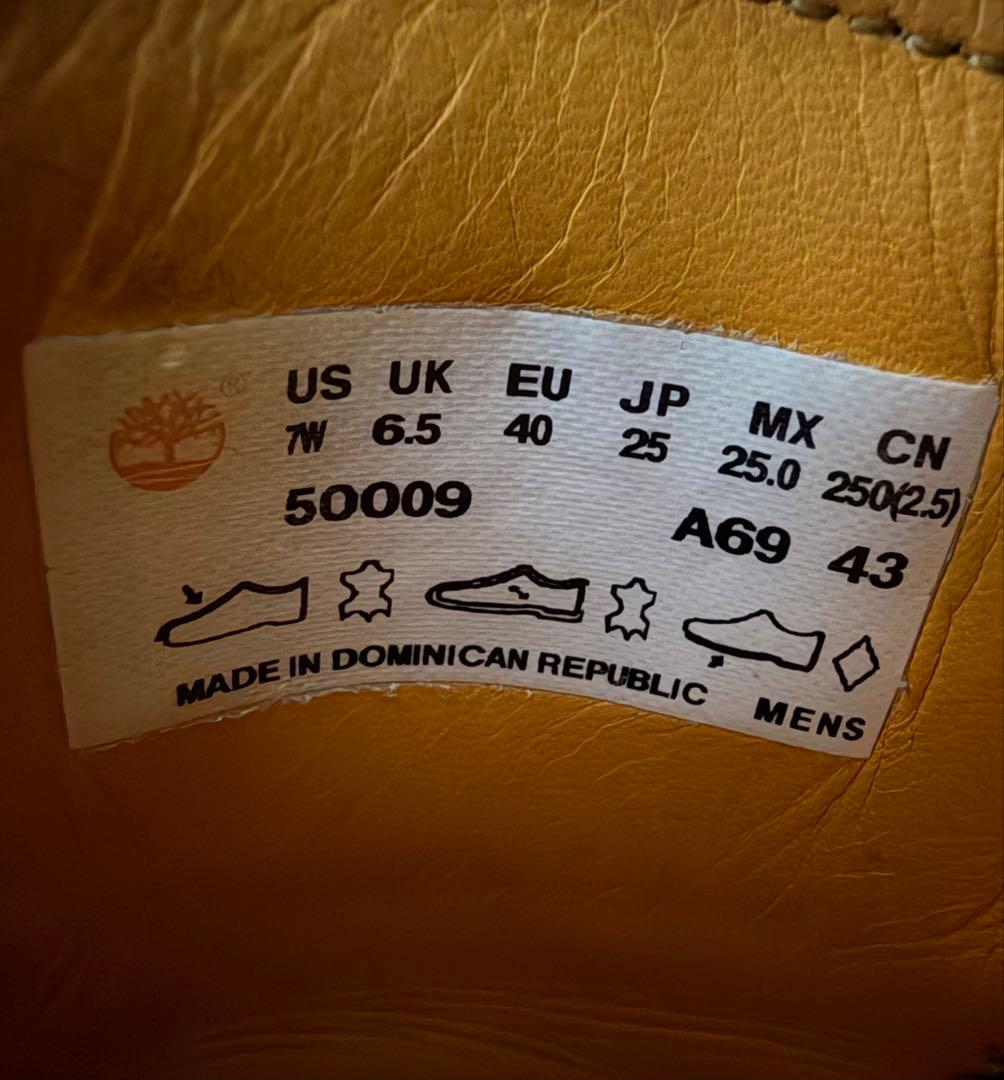 ®
US UK EU JP MX CN
7W 6.5 40 25 25.0 250(2.5)
50009 A69 43
MADE IN DOMINICAN REPUBLIC MENS